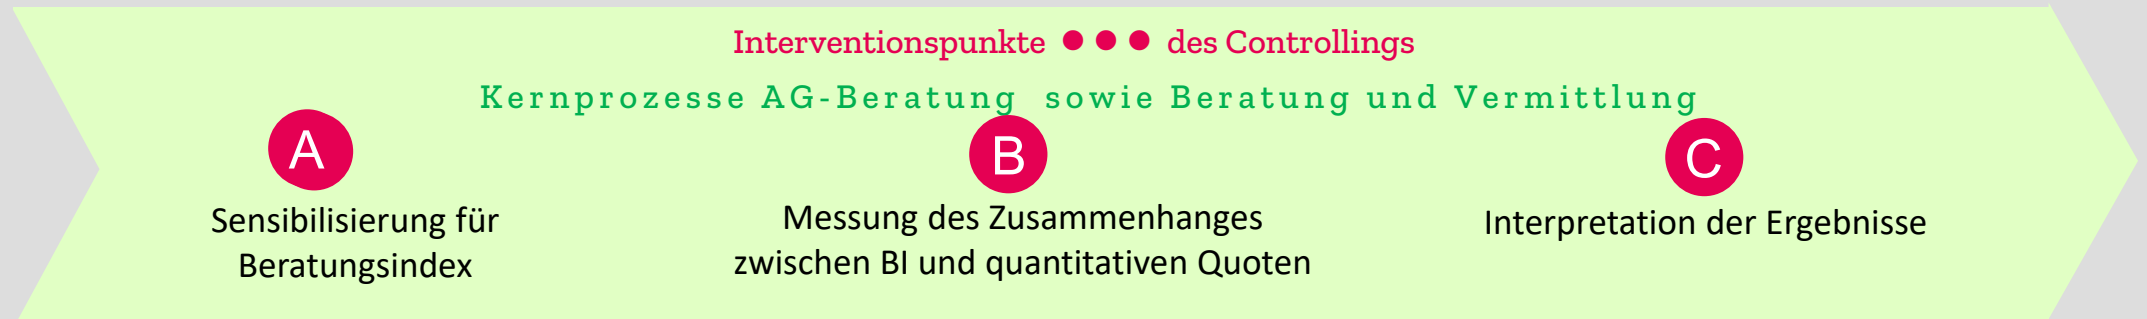 Interventionspunkte ●●● des Controllings
Kernprozesse AG-Beratung sowie Beratung und Vermittlung
A
Sensibilisierung für
Beratungsindex
B
Messung des Zusammenhanges
zwischen BI und quantitativen Quoten
C
Interpretation der Ergebnisse